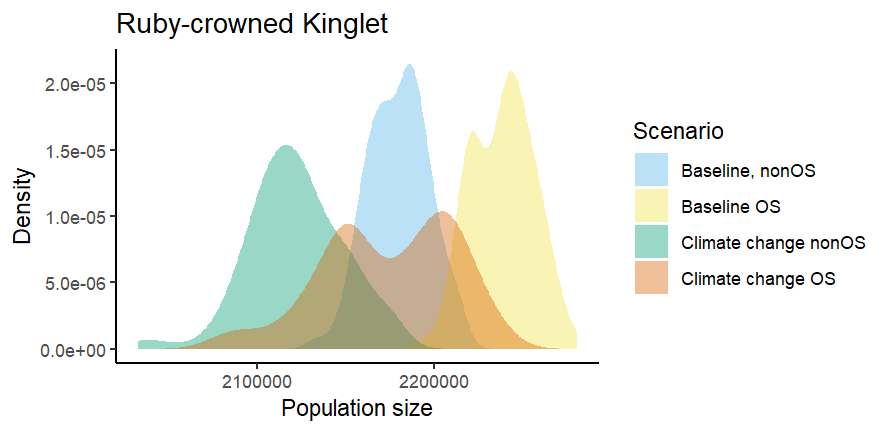 Ruby-crowned Kinglet
2.0e-05
1.5e-05
1.0e-05
5.0e-06
0.0e+00
Density
2100000
2200000
Population size
Scenario
Baseline, nonOS
Baseline OS
Climate change nonOS
Climate change OS